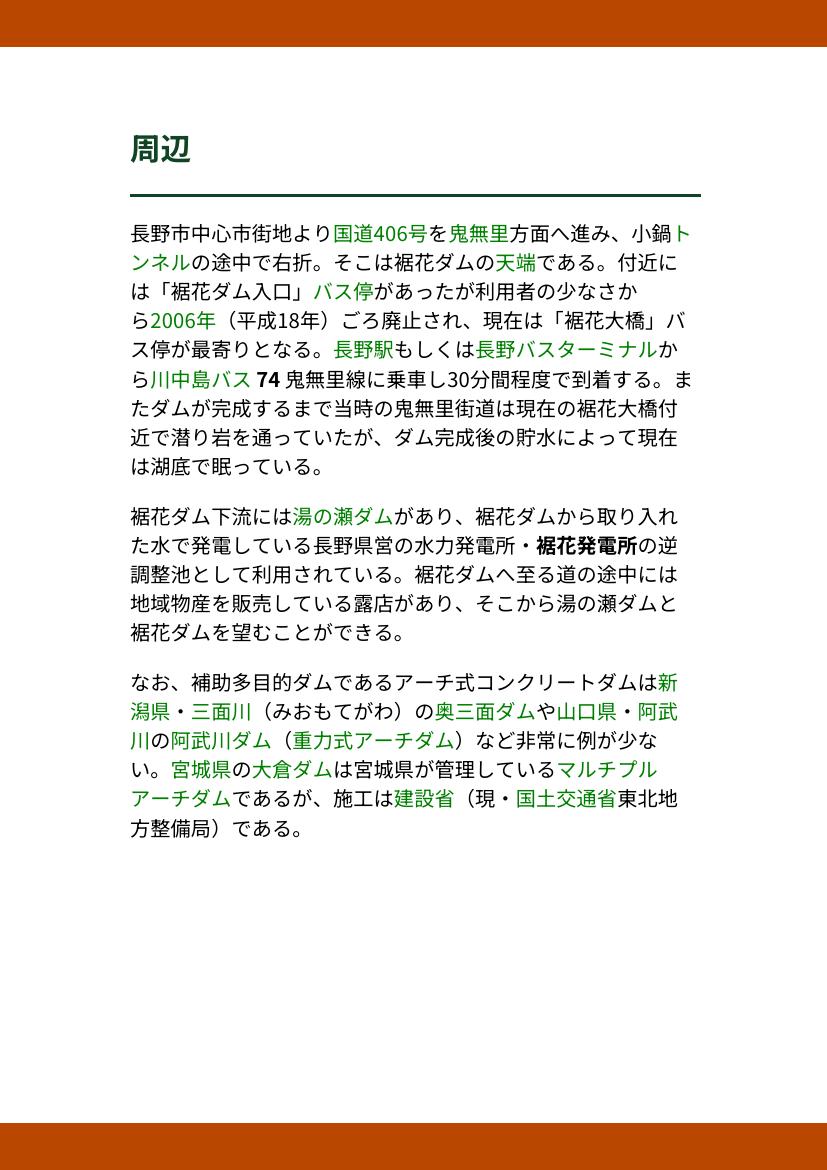 周辺
長野市中心市街地より国道406号を鬼無里方面へ進み、小鍋ト
ンネルの途中で右折。そこは裾花ダムの天端である。付近に
は「裾花ダム入口」バス停があったが利用者の少なさか
ら2006年（平成18年）ごろ廃止され、現在は「裾花大橋」バ
ス停が最寄りとなる。長野駅もしくは長野バスターミナルか
ら川中島バス 74 鬼無里線に乗車し30分間程度で到着する。ま
たダムが完成するまで当時の鬼無里街道は現在の裾花大橋付
近で潜り岩を通っていたが、ダム完成後の貯水によって現在
は湖底で眠っている。
裾花ダム下流には湯の瀬ダムがあり、裾花ダムから取り入れ
た水で発電している長野県営の水力発電所・裾花発電所の逆
調整池として利用されている。裾花ダムへ至る道の途中には
地域物産を販売している露店があり、そこから湯の瀬ダムと
裾花ダムを望むことができる。
なお、補助多目的ダムであるアーチ式コンクリートダムは新
潟県・三面川（みおもてがわ）の奥三面ダムや山口県・阿武
川の阿武川ダム（重力式アーチダム）など非常に例が少な
い。宮城県の大倉ダムは宮城県が管理しているマルチプル
アーチダムであるが、施工は建設省（現・国土交通省東北地
方整備局）である。